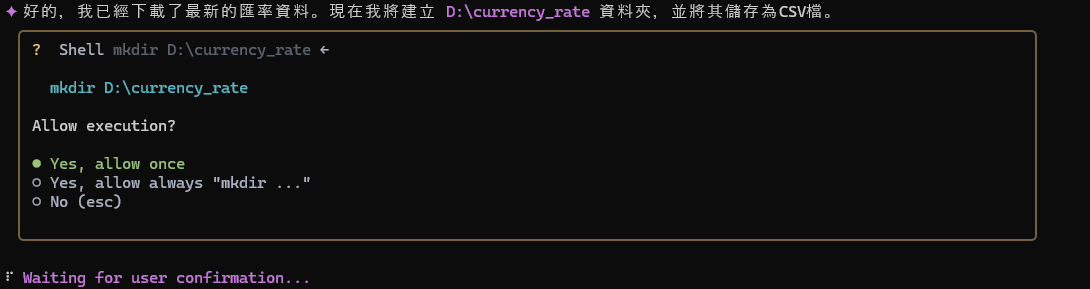 ✦ 好的，我已經下載了最新的匯率資料。現在我將建立 D:\currency_rate 資料夾，並將其儲存為CSV檔。
? Shell mkdir D:\currency_rate ←
mkdir D:\currency_rate
Allow execution?
● Yes, allow once
○ Yes, allow always "mkdir ..."
○ No (esc)
⠏ Waiting for user confirmation...